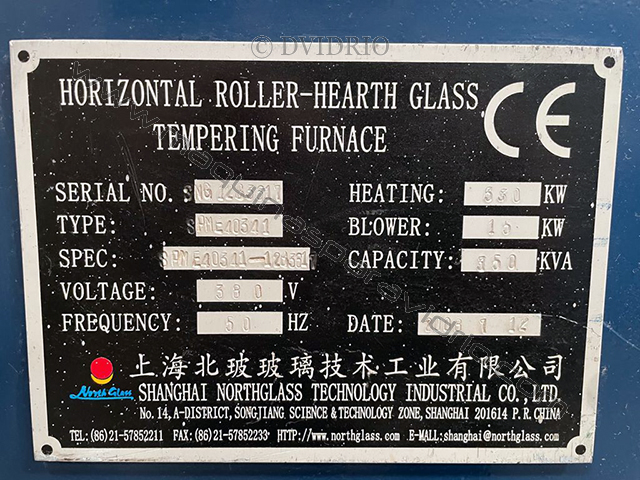 © DVIDRIO
HORIZONTAL ROLLER-HEARTH GLASS
TEMPERING FURNACE
CE
SERIAL NO.
HEATING: KW
TYPE:
BLOWER: KW
SPEC:
CAPACITY: 850 KVA
VOLTAGE: 380 V
FREQUENCY: 50 HZ
DATE:
上海北玻玻璃技术工业有限公司
North Glass
SHANGHAI NORTHGLASS TECHNOLOGY INDUSTRIAL CO., LTD.
No. 14, A-DISTRICT, SONGJIANG SCIENCE & TECHNOLOGY ZONE, SHANGHAI 201614 P. R. CHINA
TEL: (86)21-57852211 FAX: (86)21-57852233 HTTP://www.northglass.com E-MALL:shanghai@northglass.com